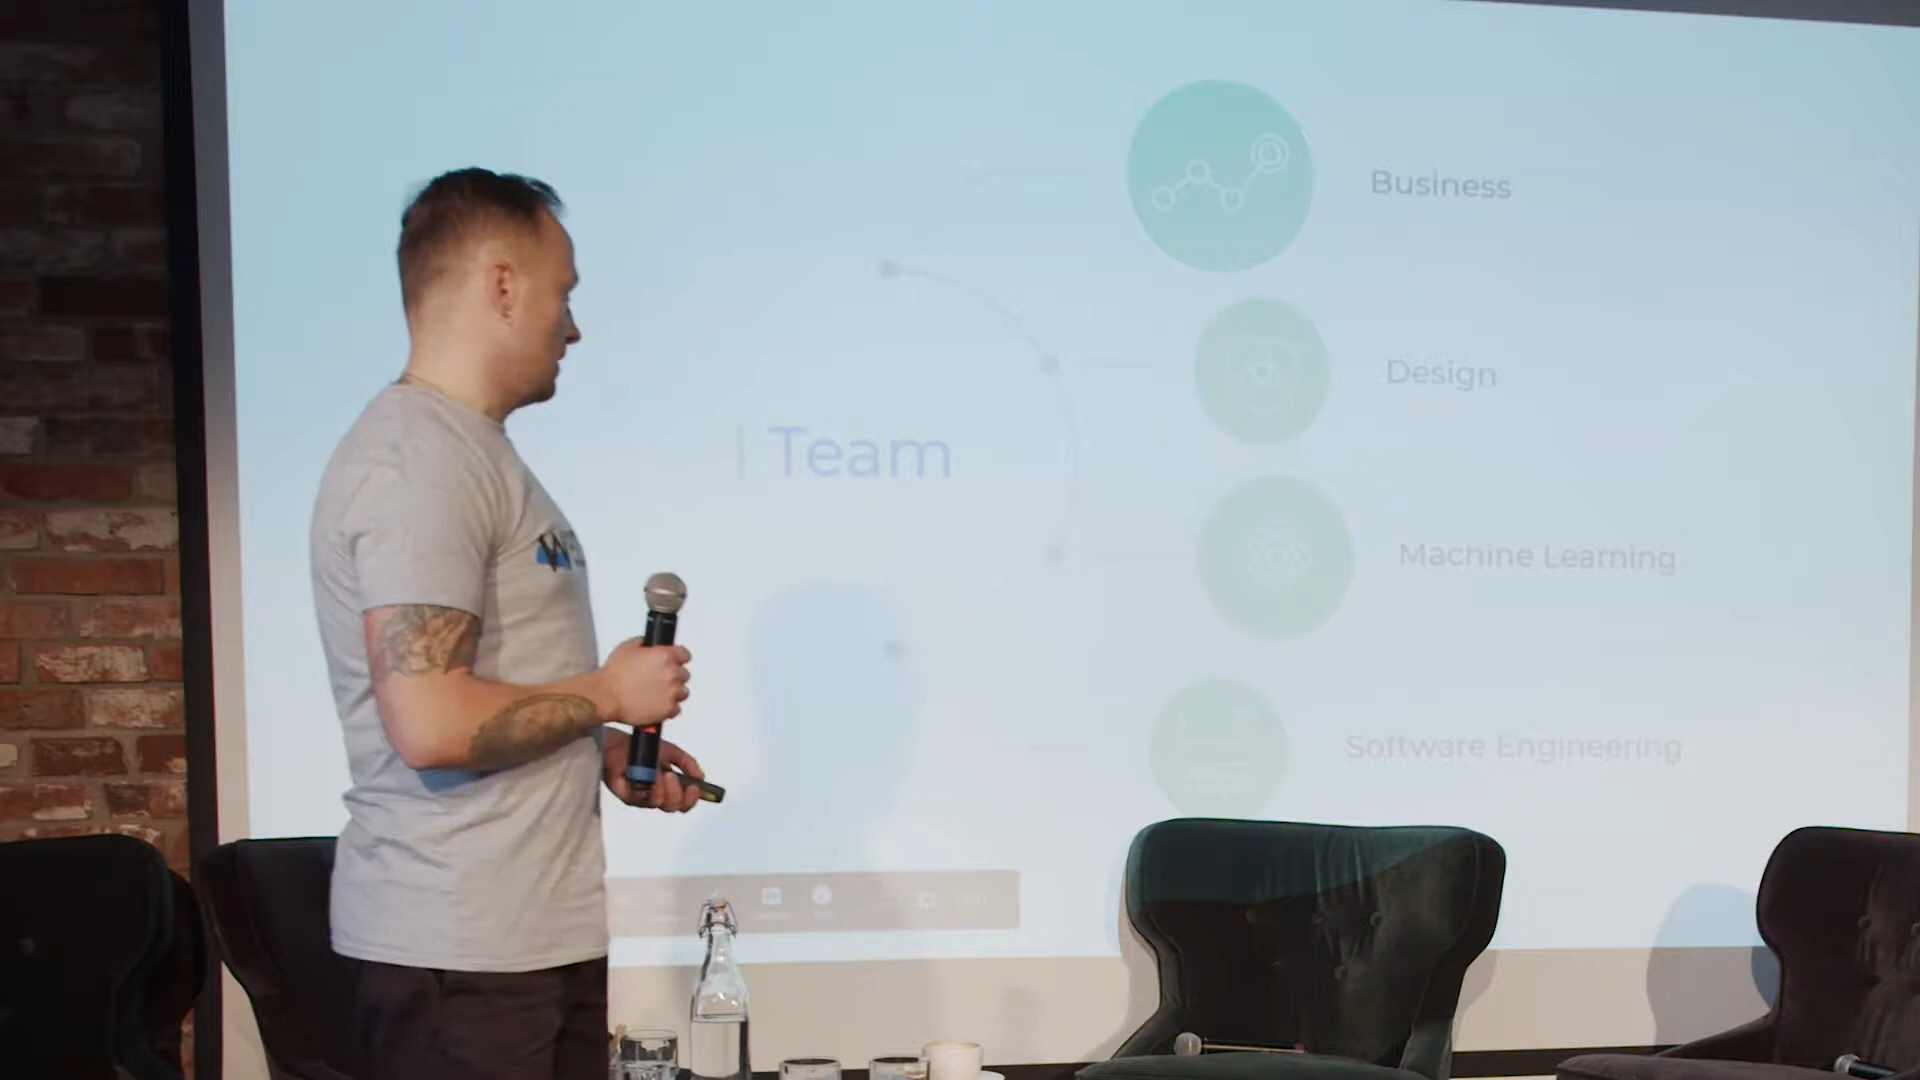 Business
Design
Team
Machine Learning
Software Engineering